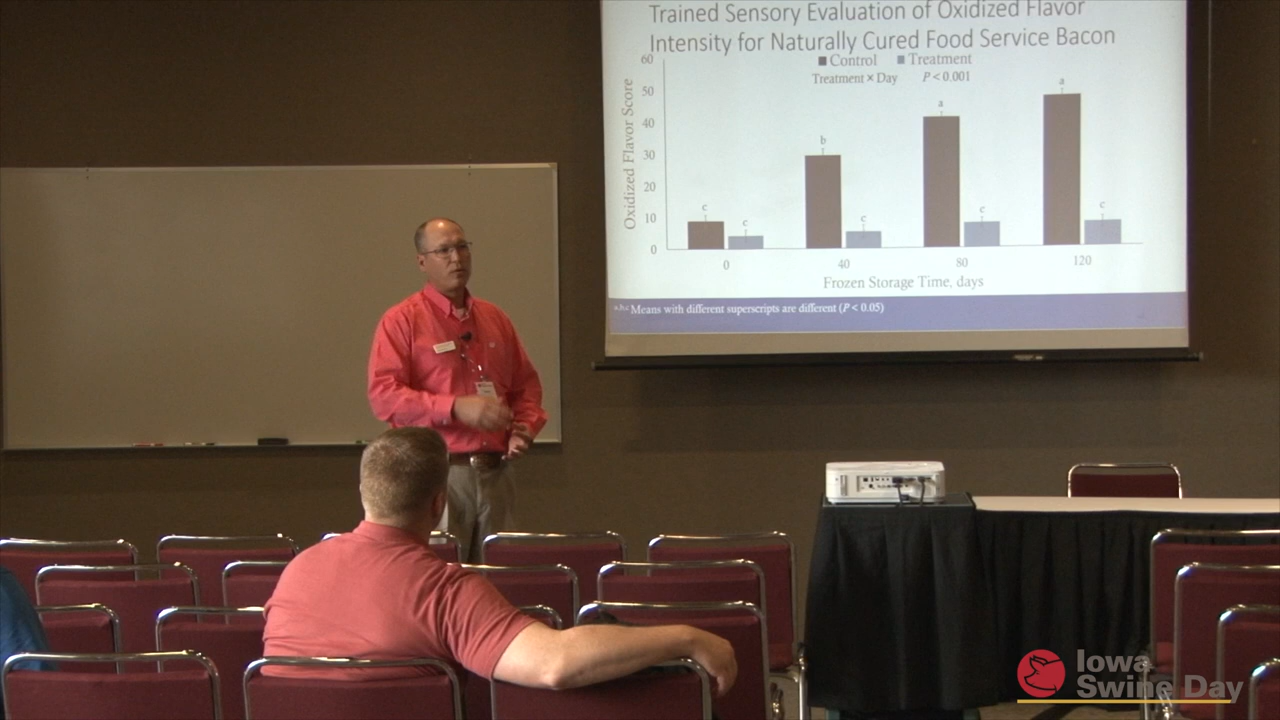 Trained Sensory Evaluation of Oxidized Flavor
Intensity for Naturally Cured Food Service Bacon
Control Treatment
Treatment × Day P < 0.001
Oxidized Flavor Score
60
50
40
30
20
10
0
c
c
b
c
a
c
a
c
0 40 80 120
Frozen Storage Time, days
a,b,c Means with different superscripts are different (P < 0.05)
Iowa
Swine Day